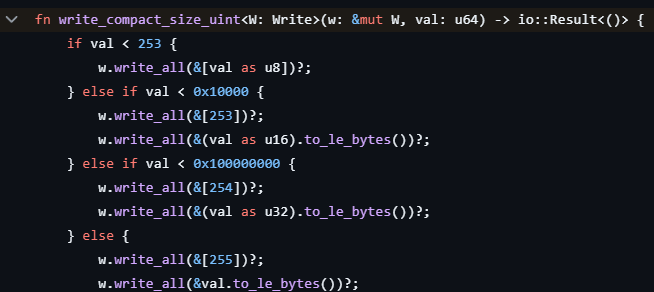 fn write_compact_size_uint<W: Write>(w: &mut W, val: u64) -> io::Result<()> {
    if val < 253 {
        w.write_all(&[val as u8])?;
    } else if val < 0x10000 {
        w.write_all(&[253])?;
        w.write_all(&(val as u16).to_le_bytes())?;
    } else if val < 0x100000000 {
        w.write_all(&[254])?;
        w.write_all(&(val as u32).to_le_bytes())?;
    } else {
        w.write_all(&[255])?;
        w.write_all(&val.to_le_bytes())?;